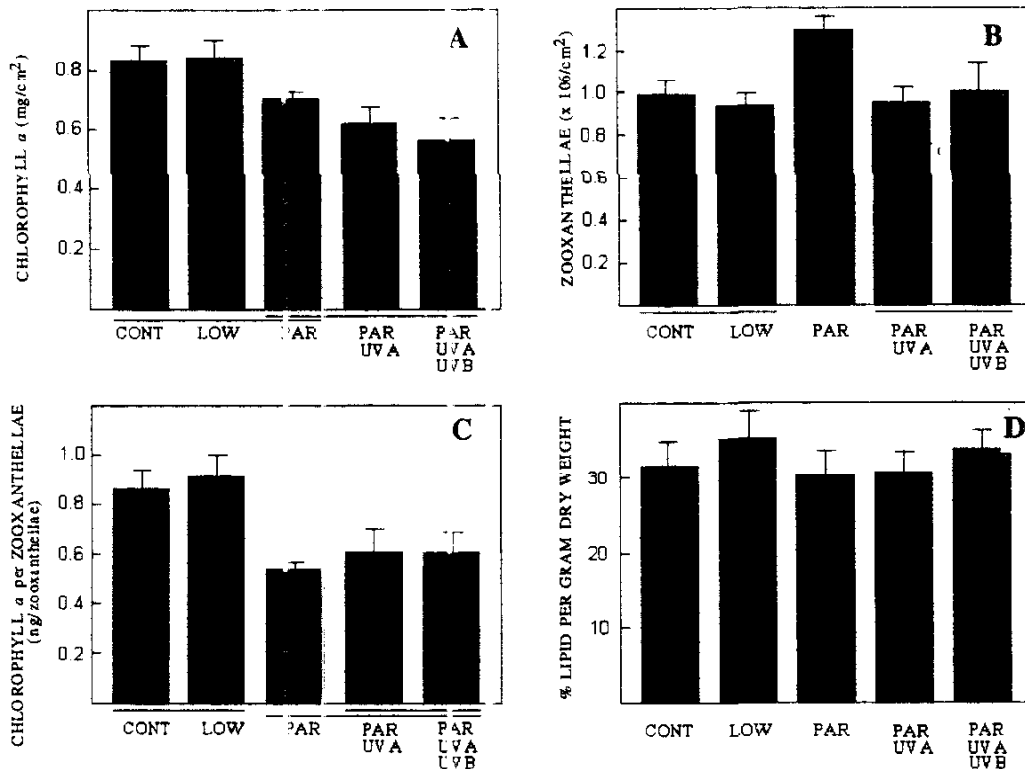 A
CHLOROPHYLL a (mg/cm²)
0.8
0.6
0.4
0.2
CONT LOW PAR PAR PAR
UVA UVA
UVB
B
ZOOXANTHELLAE (x 106/cm²)
1.2
1.0
0.8
0.6
0.4
0.2
CONT LOW PAR PAR PAR
UVA UVA
UVB
C
CHLOROPHYLL a per ZOOXANTHELLAE
(ng/zooxanthellae)
1.0
0.8
0.6
0.4
0.2
CONT LOW PAR PAR PAR
UVA UVA
UVB
D
% LIPID PER GRAM DRY WEIGHT
30
20
10
CONT LOW PAR PAR PAR
UVA UVA
UVB